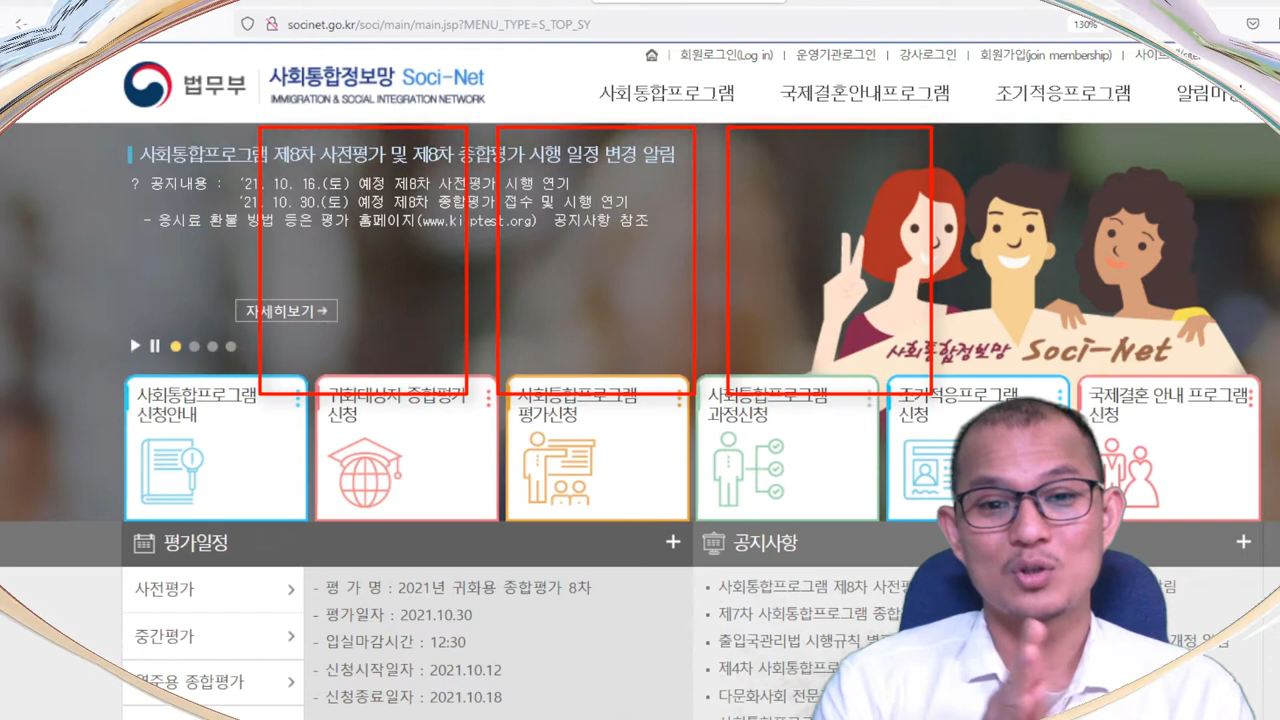 socinet.go.kr/soci/main/main.jsp?MENU_TYPE=S_TOP_SY
130%
회원로그인(Log in) | 운영기관로그인 | 강사로그인 | 회원가입(join membership) |
법무부
사회통합정보망 Soci-Net
IMMIGRATION & SOCIAL INTEGRATION NETWORK
사회통합프로그램 국제결혼안내프로그램 조기적응프로그램
사회통합프로그램 제8차 사전평가 및 제8차 종합평가 시행 일정 변경 알림
? 공지내용 : '21. 10. 16.(토) 예정 제8차 사전평가 시행 연기
'21. 10. 30.(토) 예정 제8차 종합평가 접수 및 시행 연기
- 응시료 환불 방법 등은 평가 홈페이지(www.kiiptest.org) 공지사항 참조
자세히보기
사회통합정보망 Soci-Net
사회통합프로그램
신청안내
귀화대상자 종합평가
신청
사회통합프로그램
평가신청
사회통합프로그램
과정신청
조기적응프로그램
신청
국제결혼 안내 프로그램
신청
평가일정 +
사전평가
중간평가
영주용 종합평가
- 평 가 명 : 2021년 귀화용 종합평가 8차
- 평가일자 : 2021.10.30
- 입실마감시간 : 12:30
- 신청시작일자 : 2021.10.12
- 신청종료일자 : 2021.10.18
공지사항 +
사회통합프로그램 제8차
제7차 사회통합프로그램
출입국관리법 시행규칙
제4차 사회통합프로
다문화사회